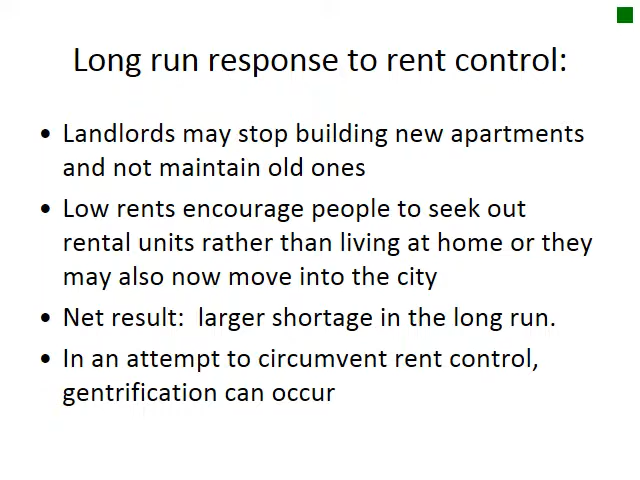 Long run response to rent control:
• Landlords may stop building new apartments
and not maintain old ones
• Low rents encourage people to seek out
rental units rather than living at home or they
may also now move into the city
• Net result:  larger shortage in the long run.
• In an attempt to circumvent rent control,
gentrification can occur